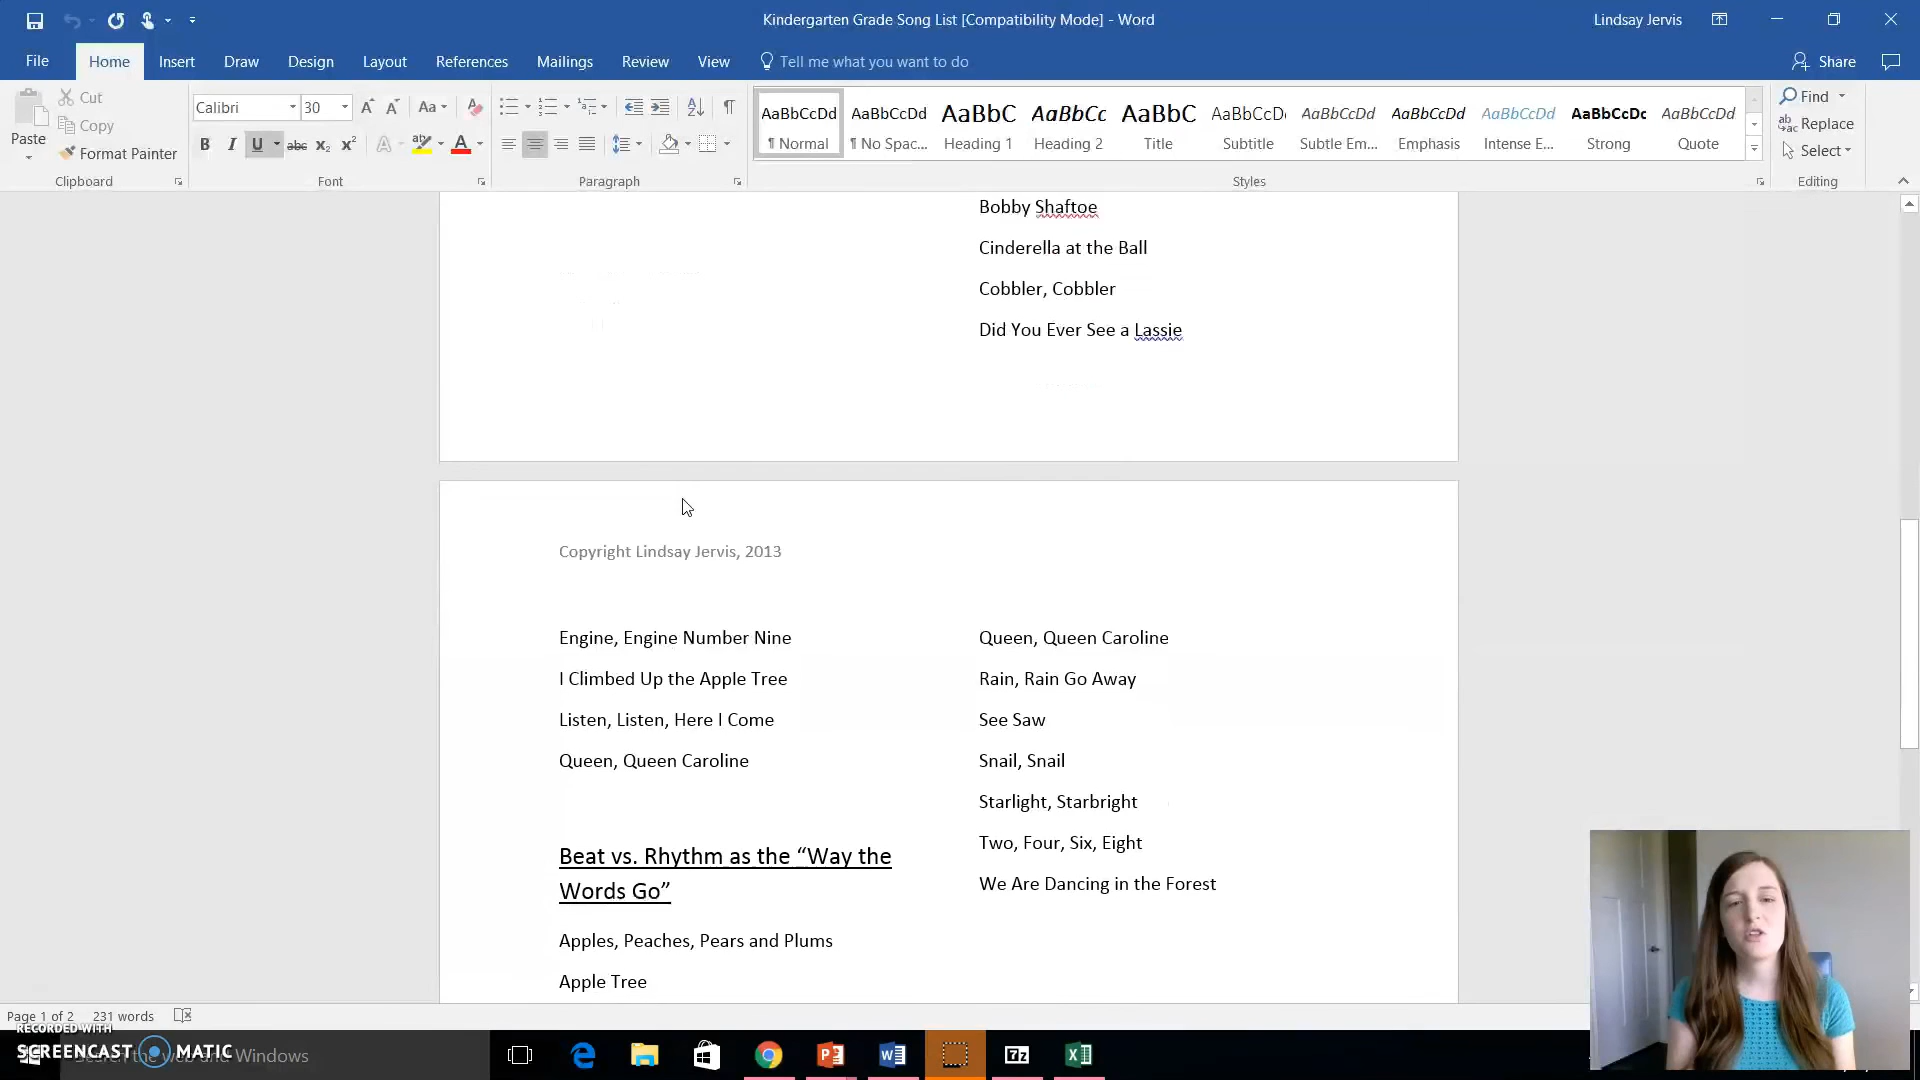 Kindergarten Grade Song List [Compatibility Mode] - Word
Lindsay Jervis
File Home Insert Draw Design Layout References Mailings Review View Tell me what you want to do Share
Paste
Cut
Copy
Format Painter
Clipboard
Calibri 30
Font
Paragraph
AaBbCcDd ¶ Normal
AaBbCcDd ¶ No Spac...
AaBbC Heading 1
AaBbCc Heading 2
AaBbC Title
AaBbCcD Subtitle
AaBbCcDd Subtle Em...
AaBbCcDd Emphasis
AaBbCcDd Intense E...
AaBbCcDc Strong
AaBbCcDd Quote
Styles
Find
Replace
Select
Editing
Bobby Shaftoe
Cinderella at the Ball
Cobbler, Cobbler
Did You Ever See a Lassie
Copyright Lindsay Jervis, 2013
Engine, Engine Number Nine
I Climbed Up the Apple Tree
Listen, Listen, Here I Come
Queen, Queen Caroline
Beat vs. Rhythm as the “Way the
Words Go”
Apples, Peaches, Pears and Plums
Apple Tree
Queen, Queen Caroline
Rain, Rain Go Away
See Saw
Snail, Snail
Starlight, Starbright
Two, Four, Six, Eight
We Are Dancing in the Forest
Page 1 of 2 231 words
RECORDED WITH
SCREENCAST MATIC
Search the web and Windows